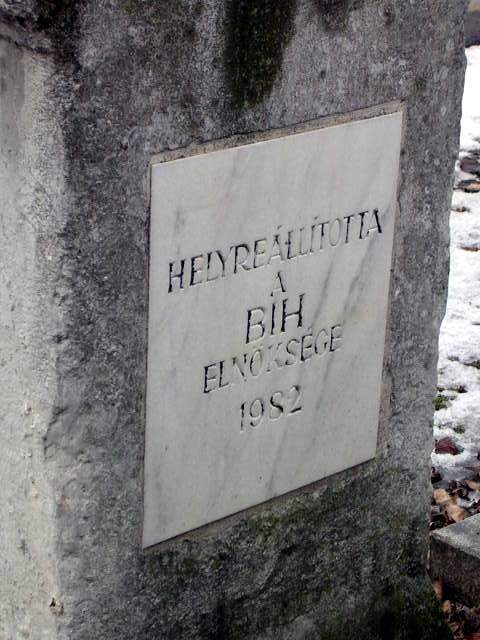 HELYREÁLLÍTOTTA
A
BIH
ELNÖKSÉGE
1982